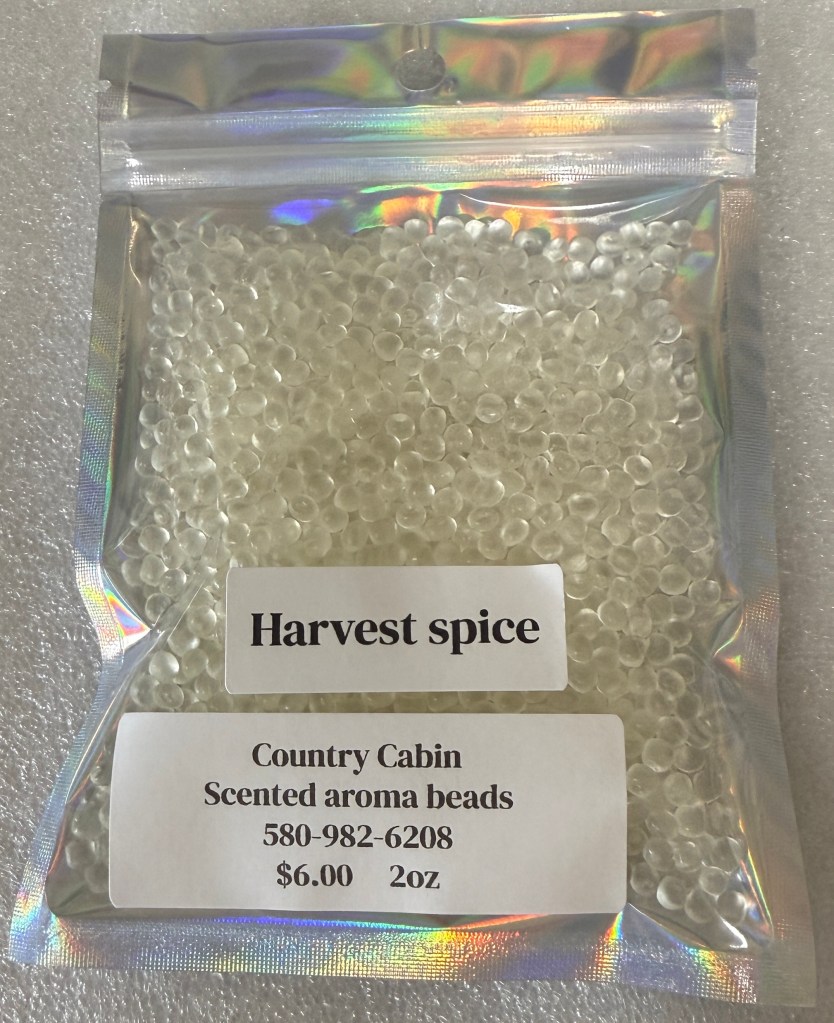 Harvest spice
Country Cabin
Scented aroma beads
580-982-6208
$6.00 2oz